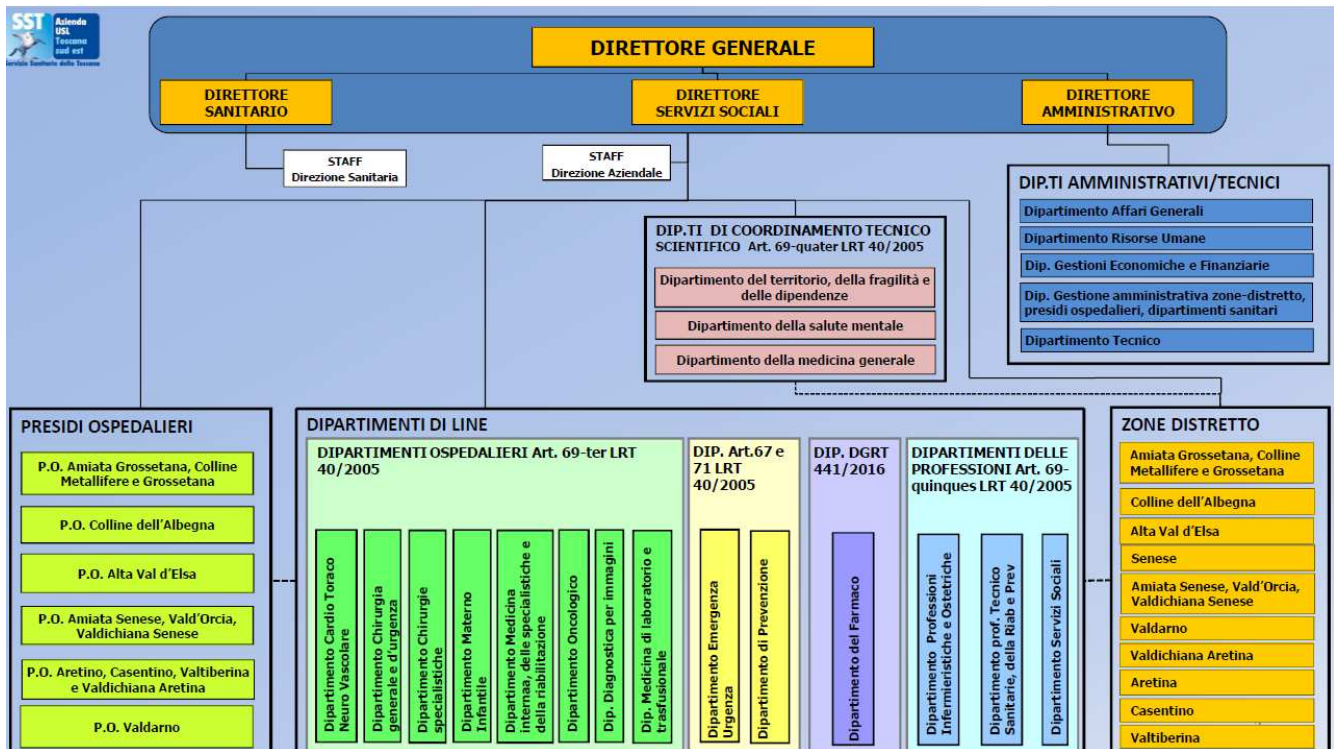 SST
Azienda
USL
Toscana
sud est
Servizio Sanitario della Toscana
DIRETTORE GENERALE
DIRETTORE
SANITARIO
DIRETTORE
SERVIZI SOCIALI
DIRETTORE
AMMINISTRATIVO
STAFF
Direzione Sanitaria
STAFF
Direzione Aziendale
DIP.TI AMMINISTRATIVI/TECNICI
Dipartimento Affari Generali
Dipartimento Risorse Umane
Dip. Gestioni Economiche e Finanziarie
Dip. Gestione amministrativa zone-distretto,
presidi ospedalieri, dipartimenti sanitari
Dipartimento Tecnico
DIP.TI DI COORDINAMENTO TECNICO
SCIENTIFICO Art. 69-quater LRT 40/2005
Dipartimento del territorio, della fragilità e
delle dipendenze
Dipartimento della salute mentale
Dipartimento della medicina generale
PRESIDI OSPEDALIERI
P.O. Amiata Grossetana, Colline
Metallifere e Grossetana
P.O. Colline dell'Albegna
P.O. Alta Val d'Elsa
P.O. Amiata Senese, Vald'Orcia,
Valdichiana Senese
P.O. Aretino, Casentino, Valtiberina
e Valdichiana Aretina
P.O. Valdarno
DIPARTIMENTI DI LINE
DIPARTIMENTI OSPEDALIERI Art. 69-ter LRT
40/2005
Dipartimento Cardio Toraco
Neuro Vascolare
Dipartimento Chirurgia
generale e d'urgenza
Dipartimento Chirurgie
specialistiche
Dipartimento Materno
Infantile
Dipartimento Medicina
internaa, delle specialistiche e
della riabilitazione
Dipartimento Oncologico
Dip. Diagnostica per immagini
Dip. Medicina di laboratorio e
trasfusionale
DIP. Art.67 e
71 LRT
40/2005
Dipartimento Emergenza
Urgenza
Dipartimento di Prevenzione
DIP. DGRT
441/2016
Dipartimento del Farmaco
DIPARTIMENTI DELLE
PROFESSIONI Art. 69-
quinques LRT 40/2005
Dipartimento Professioni
Infermieristiche e Ostetriche
Dipartimento prof. Tecnico
Sanitarie, della Riab e Prev
Dipartimento Servizi Sociali
ZONE DISTRETTO
Amiata Grossetana, Colline
Metallifere e Grossetana
Colline dell'Albegna
Alta Val d'Elsa
Senese
Amiata Senese, Vald'Orcia,
Valdichiana Senese
Valdarno
Valdichiana Aretina
Aretina
Casentino
Valtiberina